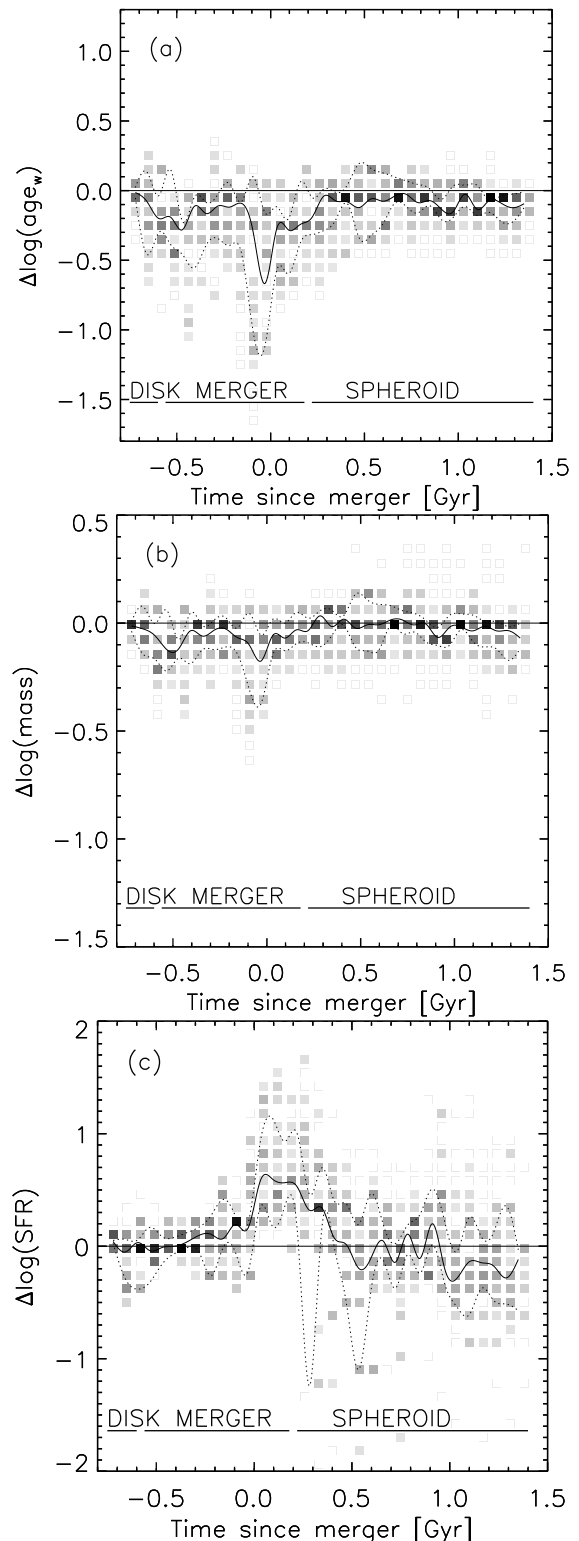 (a)
1.0
0.5
0.0
−0.5
−1.0
−1.5
Δlog(age_w)
DISK MERGER SPHEROID
−0.5 0.0 0.5 1.0 1.5
Time since merger [Gyr]
(b)
0.5
0.0
−0.5
−1.0
−1.5
Δlog(mass)
DISK MERGER SPHEROID
−0.5 0.0 0.5 1.0 1.5
Time since merger [Gyr]
(c)
2
1
0
−1
−2
Δlog(SFR)
DISK MERGER SPHEROID
−0.5 0.0 0.5 1.0 1.5
Time since merger [Gyr]